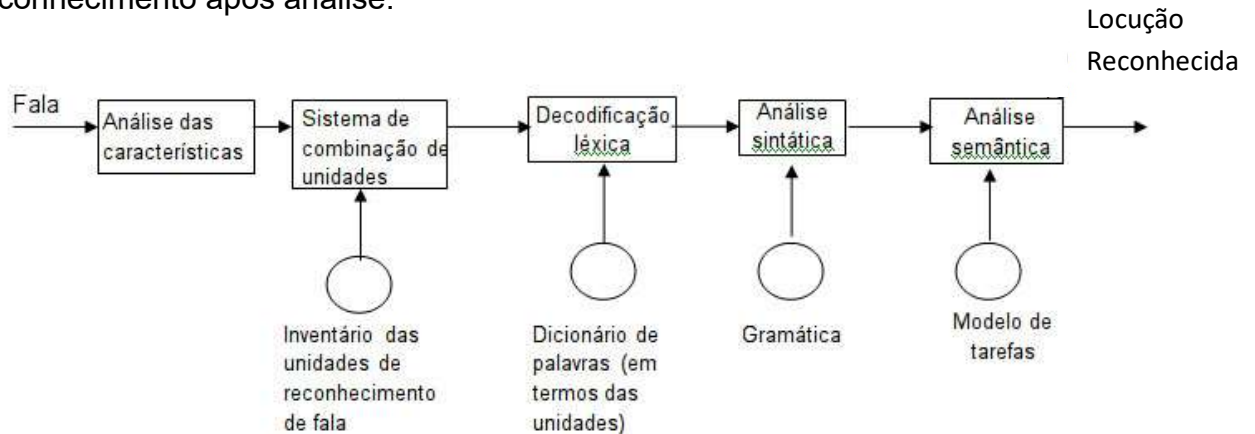 conhecimento após análise.
Locução
Reconhecida
Fala
Análise das
características
Sistema de
combinação de
unidades
Decodificação
léxica
Análise
sintática
Análise
semântica
Inventário das
unidades de
reconhecimento
de fala
Dicionário de
palavras (em
termos das
unidades)
Gramática
Modelo de
tarefas